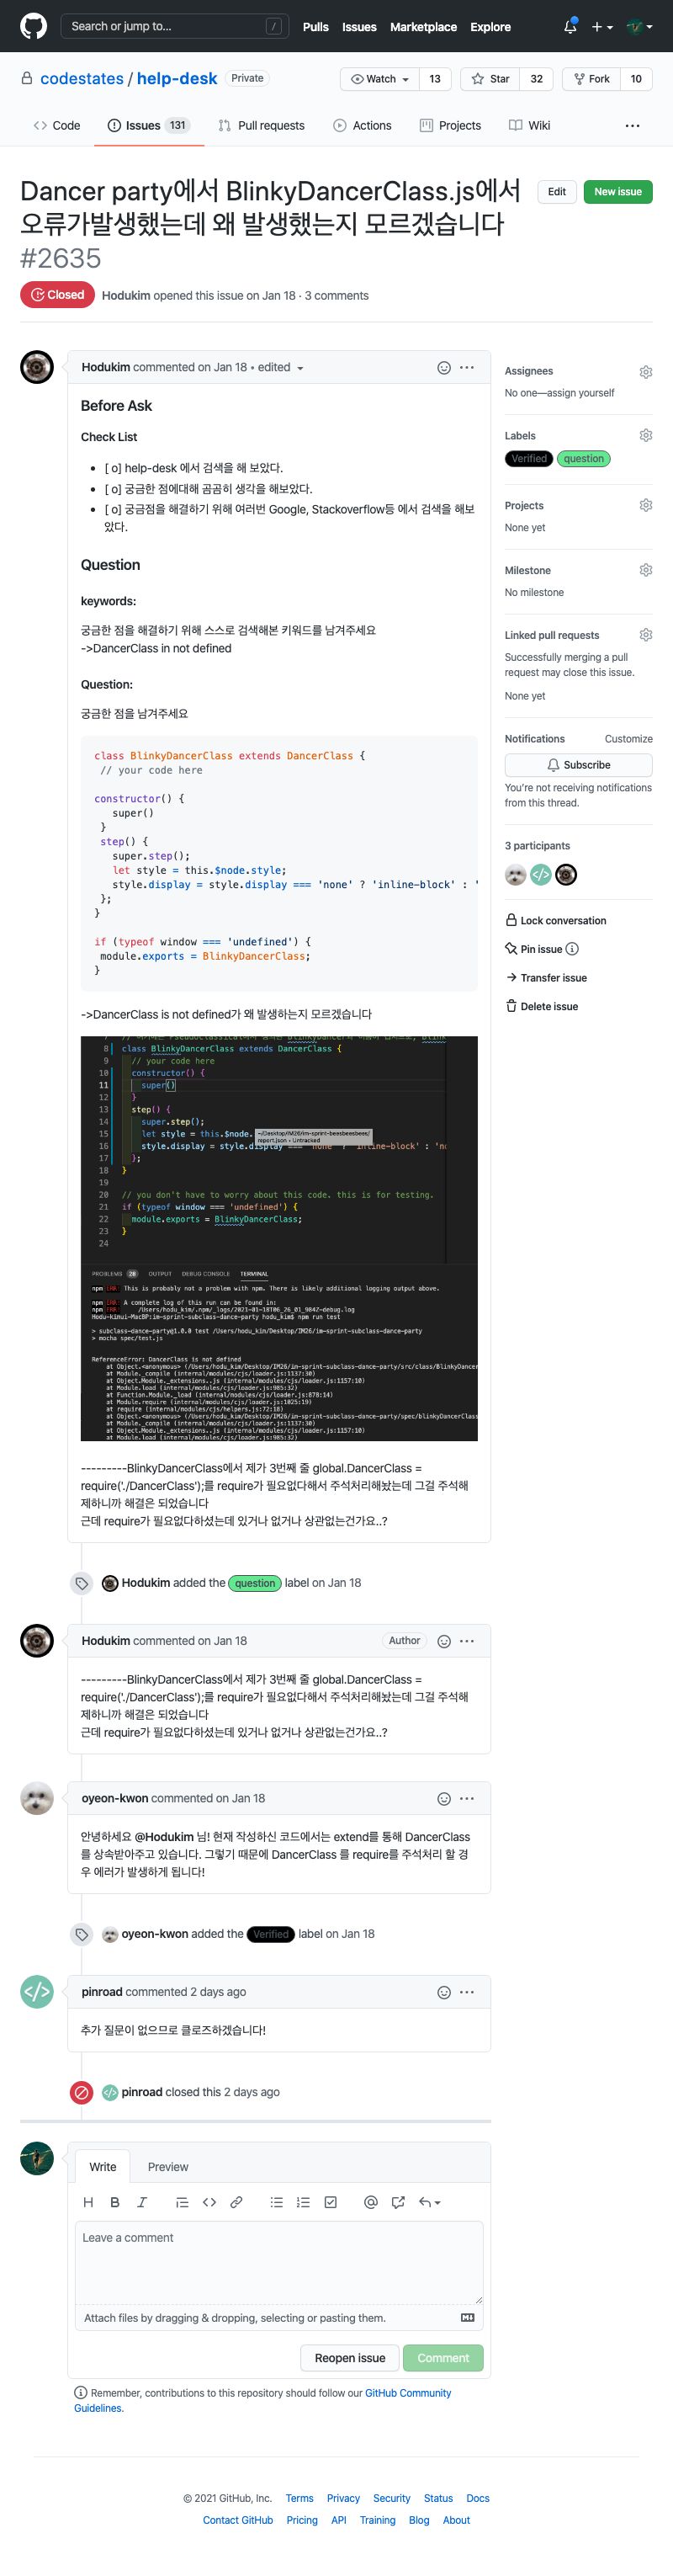 Search or jump to...
/
Pulls Issues Marketplace Explore
codestates / help-desk Private
Watch 13 Star 32 Fork 10
Code Issues 131 Pull requests Actions Projects Wiki
Dancer party에서 BlinkyDancerClass.js에서
오류가발생했는데 왜 발생했는지 모르겠습니다
#2635
Edit New issue
Closed Hodukim opened this issue on Jan 18 · 3 comments
Hodukim commented on Jan 18 • edited
Before Ask
Check List
[ o] help-desk 에서 검색을 해 보았다.
[ o] 궁금한 점에대해 곰곰히 생각을 해보았다.
[ o] 궁금점을 해결하기 위해 여러번 Google, Stackoverflow등 에서 검색을 해보
았다.
Question
keywords:
궁금한 점을 해결하기 위해 스스로 검색해본 키워드를 남겨주세요
->DancerClass in not defined
Question:
궁금한 점을 남겨주세요
class BlinkyDancerClass extends DancerClass {
// your code here
constructor() {
super()
}
step() {
super.step();
let style = this.$node.style;
style.display = style.display === 'none' ? 'inline-block' : '
};
}
if (typeof window === 'undefined') {
module.exports = BlinkyDancerClass;
}
->DancerClass is not defined가 왜 발생하는지 모르겠습니다
8 class BlinkyDancerClass extends DancerClass {
9 // your code here
10 constructor() {
11 super()
12 }
13 step() {
14 super.step();
15 let style = this.$node.
~/Desktop/IM26/im-sprint-beesbeesbees/
report.json • Untracked
16 style.display = style.display === 'none' ? 'inline-block' : 'no
17 };
18 }
19
20 // you don't have to worry about this code. this is for testing.
21 if (typeof window === 'undefined') {
22 module.exports = BlinkyDancerClass;
23 }
24
PROBLEMS 28 OUTPUT DEBUG CONSOLE TERMINAL
npm ERR! This is probably not a problem with npm. There is likely additional logging output above.
npm ERR! A complete log of this run can be found in:
npm ERR! /Users/hodu_kim/.npm/_logs/2021-01-18T06_26_01_984Z-debug.log
Hodu-kimui-MacBP:im-sprint-subclass-dance-party hodu_kim$ npm run test
> subclass-dance-party@1.0.0 test /Users/hodu_kim/Desktop/IM26/im-sprint-subclass-dance-party
> mocha spec/test.js
ReferenceError: DancerClass is not defined
at Object.<anonymous> (/Users/hodu_kim/Desktop/IM26/im-sprint-subclass-dance-party/src/class/BlinkyDancer
at Module._compile (internal/modules/cjs/loader.js:1137:30)
at Object.Module._extensions..js (internal/modules/cjs/loader.js:1157:10)
at Module.load (internal/modules/cjs/loader.js:985:32)
at Function.Module._load (internal/modules/cjs/loader.js:878:14)
at Module.require (internal/modules/cjs/loader.js:1025:19)
at require (internal/modules/cjs/helpers.js:72:18)
at Object.<anonymous> (/Users/hodu_kim/Desktop/IM26/im-sprint-subclass-dance-party/spec/blinkyDancerClass
at Module._compile (internal/modules/cjs/loader.js:1137:30)
at Object.Module._extensions..js (internal/modules/cjs/loader.js:1157:10)
at Module.load (internal/modules/cjs/loader.js:985:32)
---------BlinkyDancerClass에서 제가 3번째 줄 global.DancerClass =
require('./DancerClass');를 require가 필요없다해서 주석처리해놨는데 그걸 주석해
제하니까 해결은 되었습니다
근데 require가 필요없다하셨는데 있거나 없거나 상관없는건가요..?
Hodukim added the question label on Jan 18
Hodukim commented on Jan 18 Author
---------BlinkyDancerClass에서 제가 3번째 줄 global.DancerClass =
require('./DancerClass');를 require가 필요없다해서 주석처리해놨는데 그걸 주석해
제하니까 해결은 되었습니다
근데 require가 필요없다하셨는데 있거나 없거나 상관없는건가요..?
oyeon-kwon commented on Jan 18
안녕하세요 @Hodukim 님! 현재 작성하신 코드에서는 extend를 통해 DancerClass
를 상속받아주고 있습니다. 그렇기 때문에 DancerClass 를 require를 주석처리 할 경
우 에러가 발생하게 됩니다!
oyeon-kwon added the Verified label on Jan 18
pinroad commented 2 days ago
추가 질문이 없으므로 클로즈하겠습니다!
pinroad closed this 2 days ago
Write Preview
Leave a comment
Attach files by dragging & dropping, selecting or pasting them.
Reopen issue Comment
Remember, contributions to this repository should follow our GitHub Community
Guidelines.
Assignees
No one—assign yourself
Labels
Verified question
Projects
None yet
Milestone
No milestone
Linked pull requests
Successfully merging a pull
request may close this issue.
None yet
Notifications Customize
Subscribe
You're not receiving notifications
from this thread.
3 participants
Lock conversation
Pin issue
Transfer issue
Delete issue
© 2021 GitHub, Inc. Terms Privacy Security Status Docs
Contact GitHub Pricing API Training Blog About